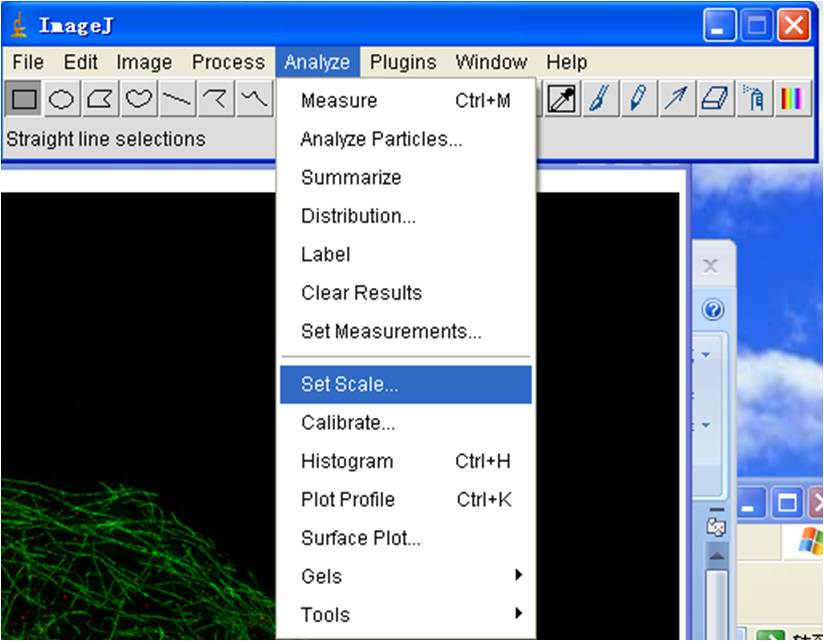 ImageJ
File Edit Image Process Analyze Plugins Window Help
Straight line selections
Measure Ctrl+M
Analyze Particles...
Summarize
Distribution...
Label
Clear Results
Set Measurements...
Set Scale...
Calibrate...
Histogram Ctrl+H
Plot Profile Ctrl+K
Surface Plot...
Gels
Tools